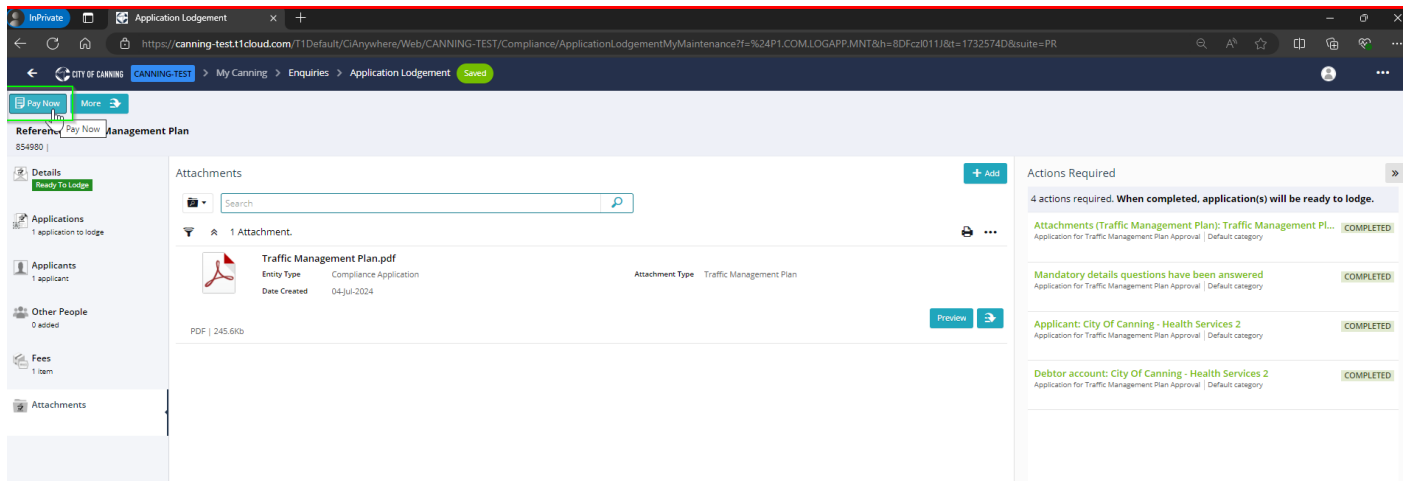 InPrivate
Application Lodgement
https://canning-test.t1cloud.com/T1Default/CiAnywhere/Web/CANNING-TEST/Compliance/ApplicationLodgementMyMaintenance?f=%24P1.COM.LOGAPP.MNT&h=8DFczl011J&t=1732574D&suite=PR
CITY OF CANNING CANNING-TEST > My Canning > Enquiries > Application Lodgement Saved
Pay Now More
Pay Now
Management Plan
854980 |
Details
Ready To Lodge
Applications
1 application to lodge
Applicants
1 applicant
Other People
0 added
Fees
1 item
Attachments
Attachments
+ Add
Search
1 Attachment.
Traffic Management Plan.pdf
Entity Type Compliance Application Attachment Type Traffic Management Plan
Date Created 04-Jul-2024
Preview
PDF | 245.6Kb
Actions Required
4 actions required. When completed, application(s) will be ready to lodge.
Attachments (Traffic Management Plan): Traffic Management Pl... COMPLETED
Application for Traffic Management Plan Approval | Default category
Mandatory details questions have been answered COMPLETED
Application for Traffic Management Plan Approval | Default category
Applicant: City Of Canning - Health Services 2 COMPLETED
Application for Traffic Management Plan Approval | Default category
Debtor account: City Of Canning - Health Services 2 COMPLETED
Application for Traffic Management Plan Approval | Default category